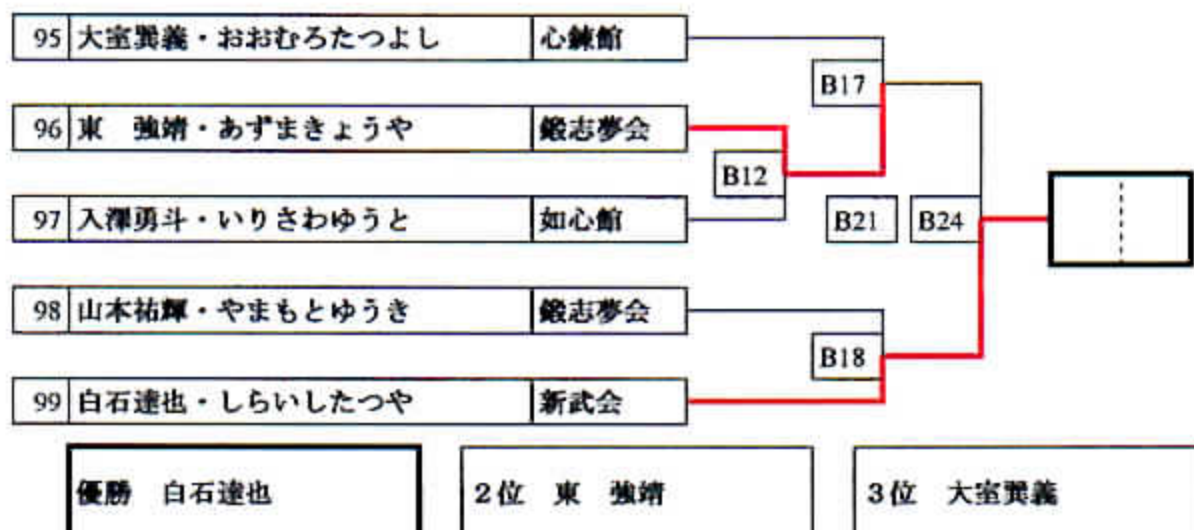 95 大室巽義・おおむろたつよし 心錬館
B17
96 東 強靖・あずまきょうや 鍛志夢会
B12
97 入澤勇斗・いりさわゆうと 如心館
B21 B24
98 山本祐輝・やまもとゆうき 鍛志夢会
B18
99 白石達也・しらいしたつや 新武会
優勝 白石達也 2位 東 強靖 3位 大室巽義